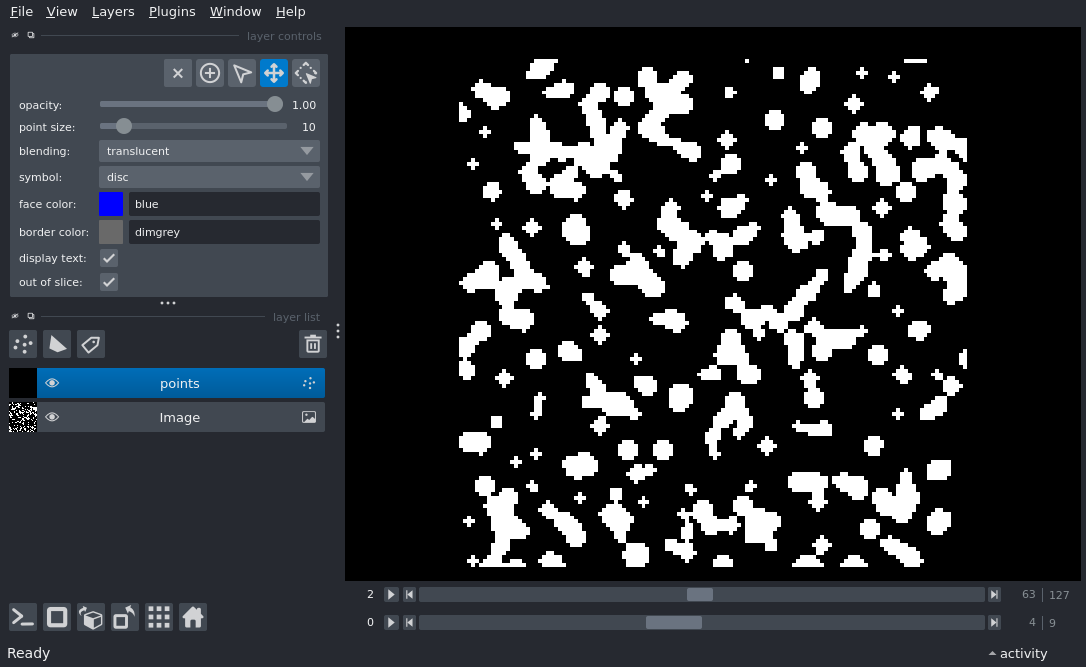 File View Layers Plugins Window Help
layer controls
opacity: 1.00
point size: 10
blending: translucent
symbol: disc
face color: blue
border color: dimgrey
display text:
out of slice:
layer list
points
Image
2 63 | 127
0 4 | 9
Ready activity